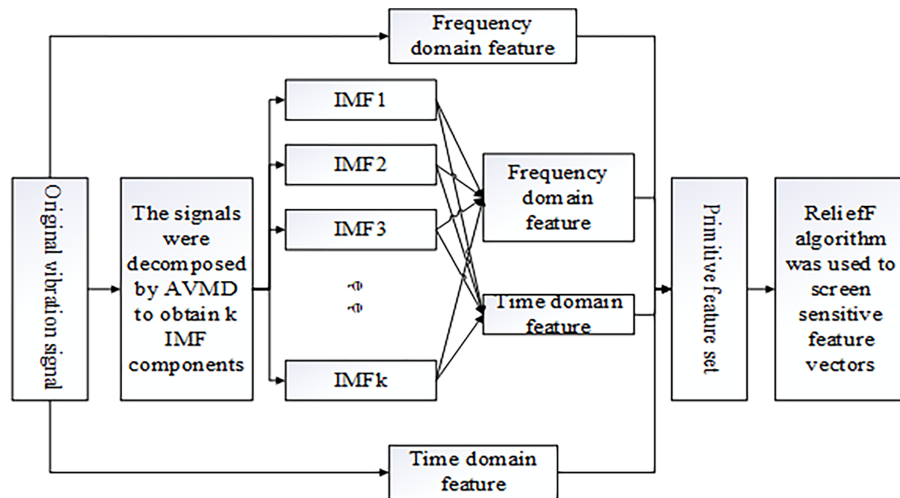 Frequency
domain feature
IMF1
IMF2
IMF3
IMFk
Original vibration signal
The signals
were
decomposed
by AVMD
to obtain k
IMF
components
Frequency
domain
feature
Time domain
feature
Primitive feature set
ReliefF
algorithm
was used to
screen
sensitive
feature
vectors
Time domain
feature